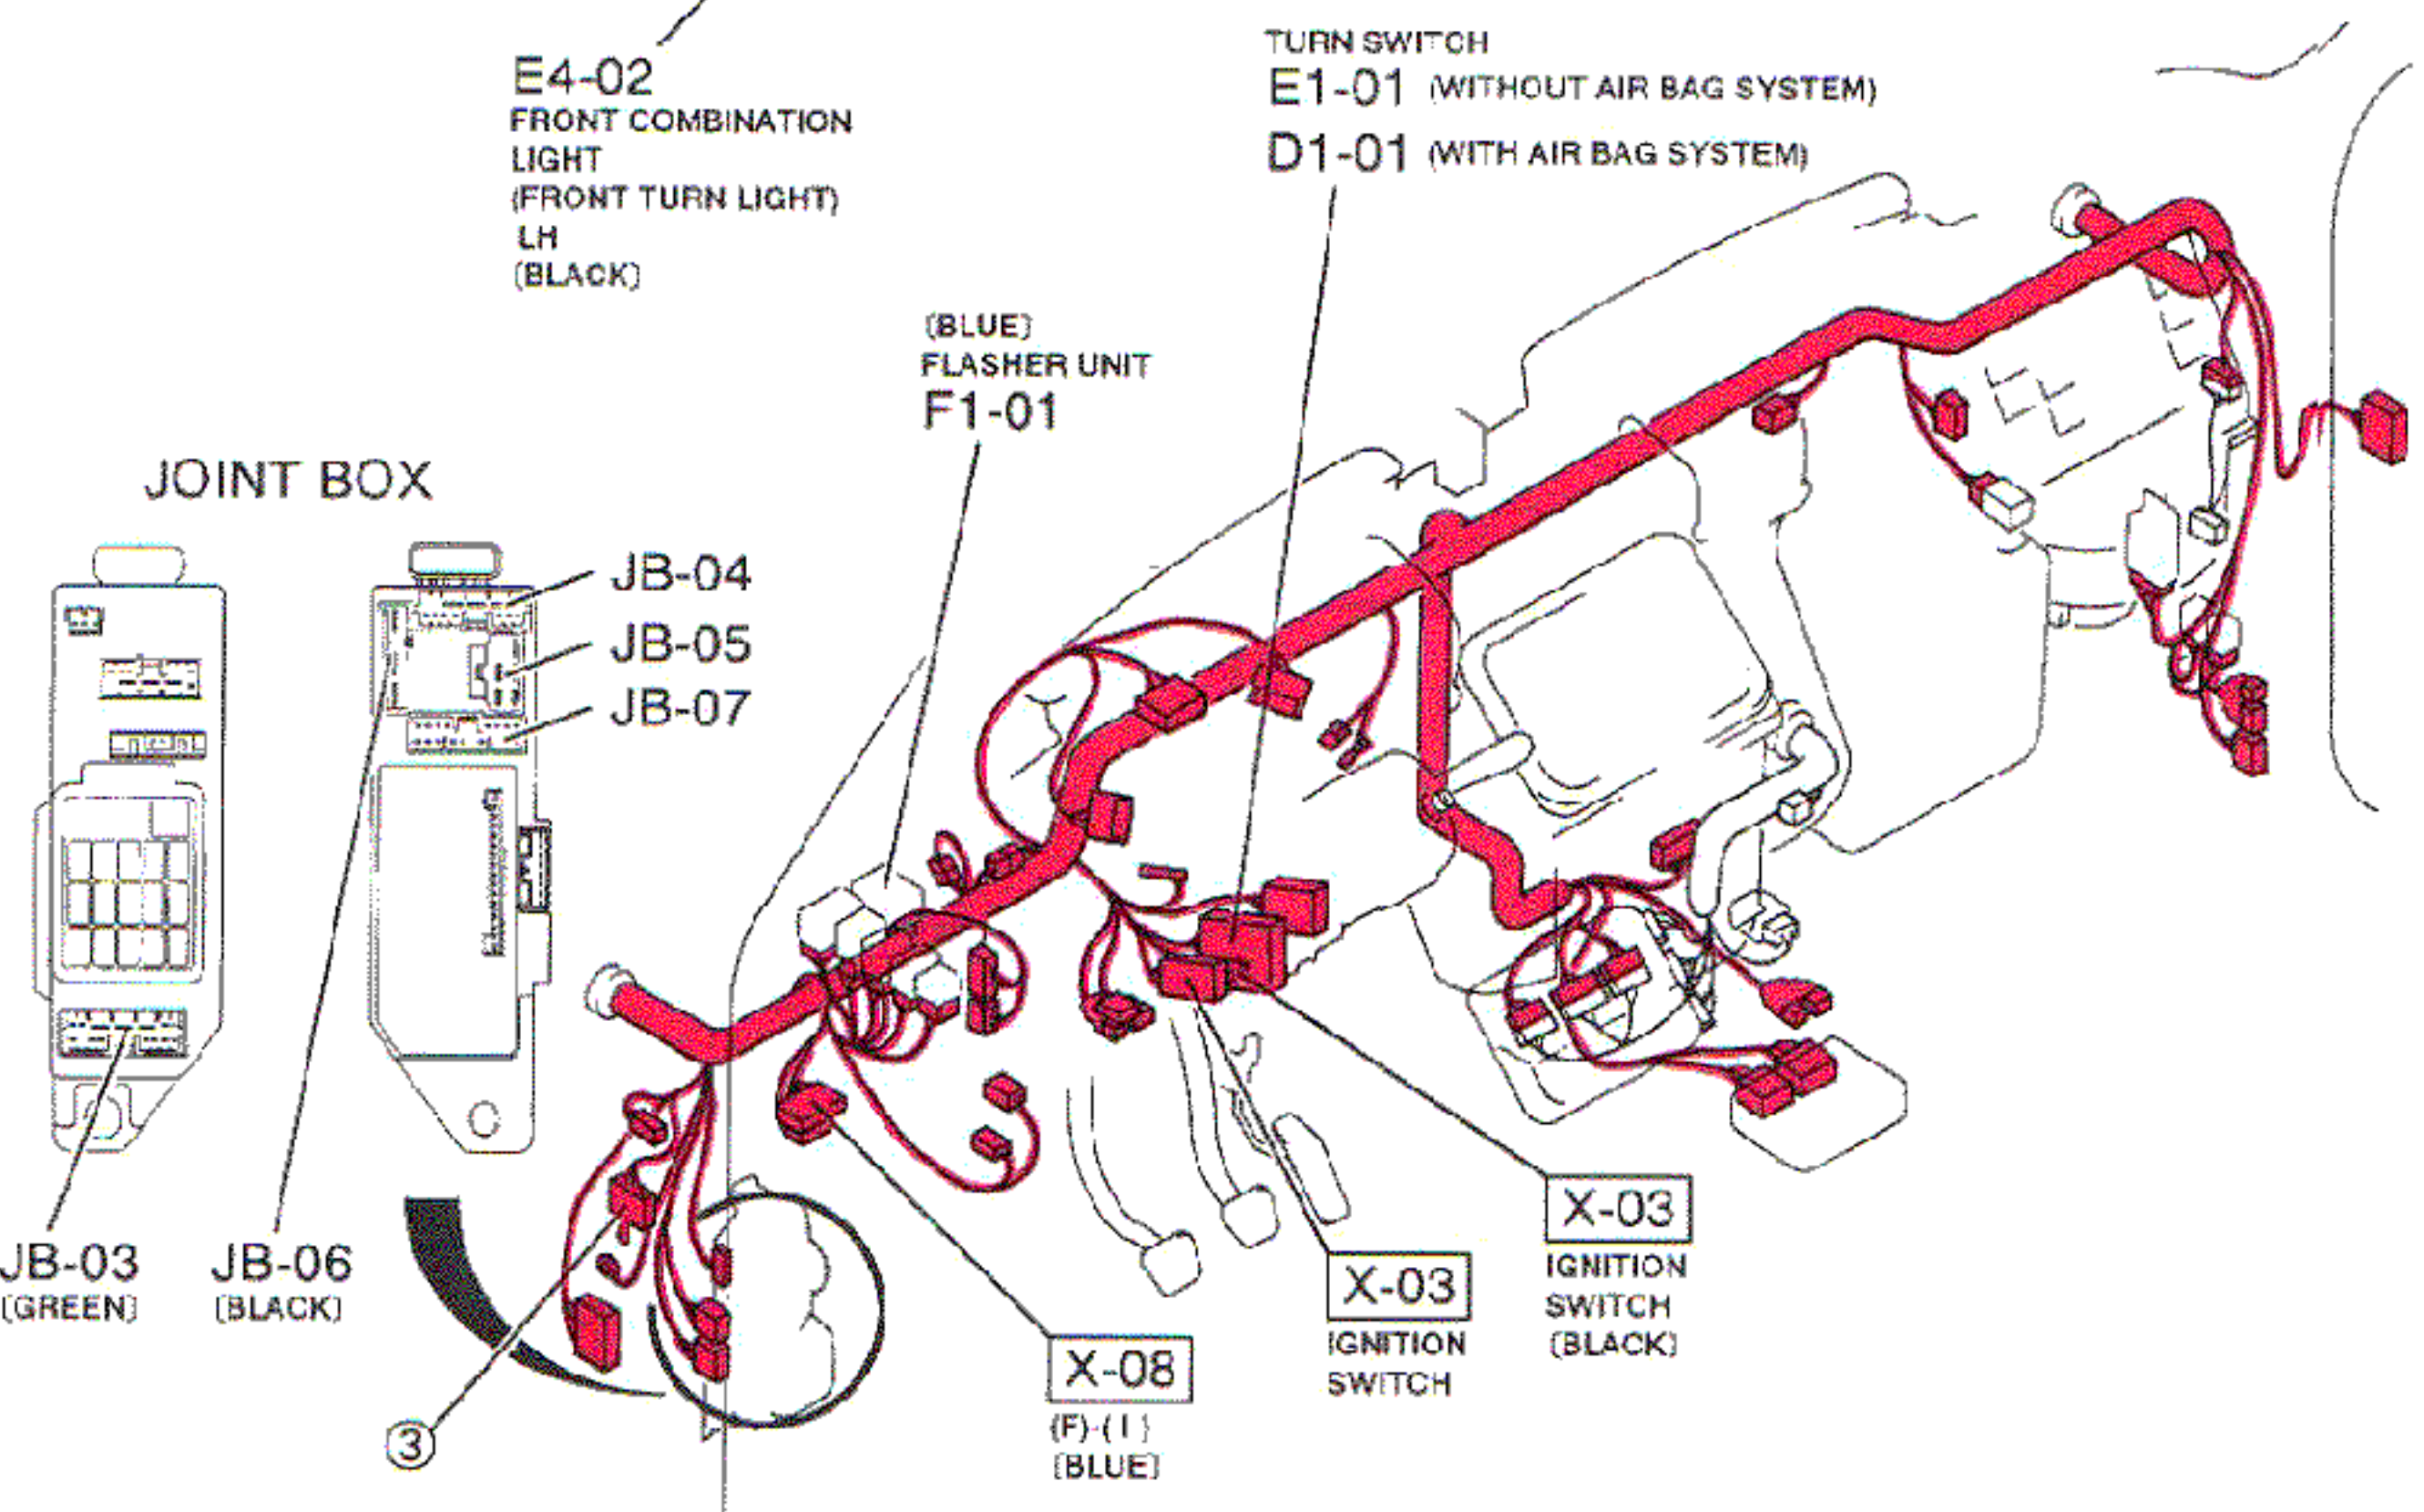 E4-02
FRONT COMBINATION
LIGHT
(FRONT TURN LIGHT)
LH
(BLACK)
TURN SWITCH
E1-01 (WITHOUT AIR BAG SYSTEM)
D1-01 (WITH AIR BAG SYSTEM)
(BLUE)
FLASHER UNIT
F1-01
JOINT BOX
JB-04
JB-05
JB-07
JB-03
(GREEN)
JB-06
(BLACK)
3
X-08
(F)-(I)
(BLUE)
X-03
IGNITION
SWITCH
X-03
IGNITION
SWITCH
(BLACK)